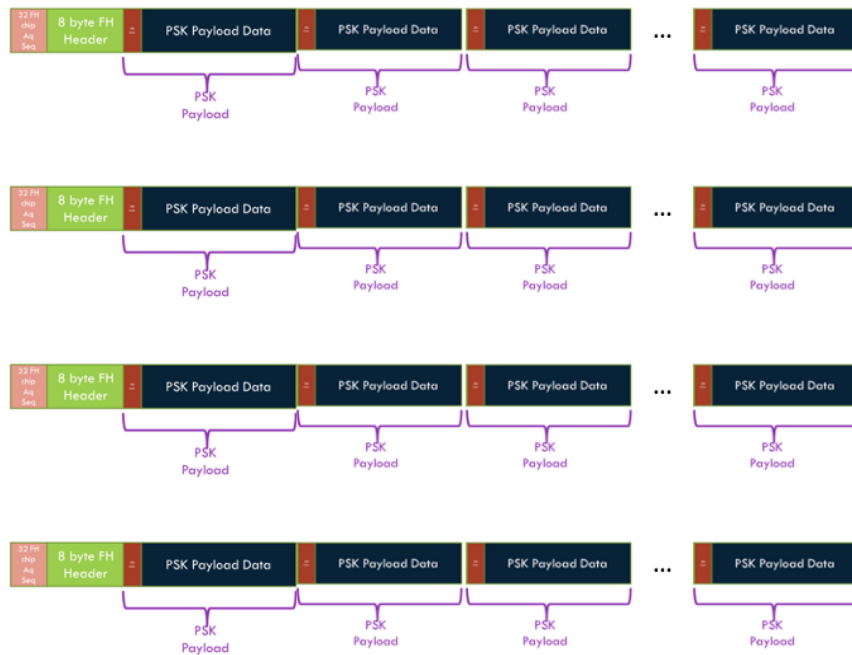 32 FH
chip
Aq
Seq
8 byte FH
Header
PSK Payload Data
PSK Payload Data
PSK Payload Data
...
PSK Payload Data
PSK
Payload
PSK
Payload
PSK
Payload
PSK
Payload
32 FH
chip
Aq
Seq
8 byte FH
Header
PSK Payload Data
PSK Payload Data
PSK Payload Data
...
PSK Payload Data
PSK
Payload
PSK
Payload
PSK
Payload
PSK
Payload
32 FH
chip
Aq
Seq
8 byte FH
Header
PSK Payload Data
PSK Payload Data
PSK Payload Data
...
PSK Payload Data
PSK
Payload
PSK
Payload
PSK
Payload
PSK
Payload
32 FH
chip
Aq
Seq
8 byte FH
Header
PSK Payload Data
PSK Payload Data
PSK Payload Data
...
PSK Payload Data
PSK
Payload
PSK
Payload
PSK
Payload
PSK
Payload